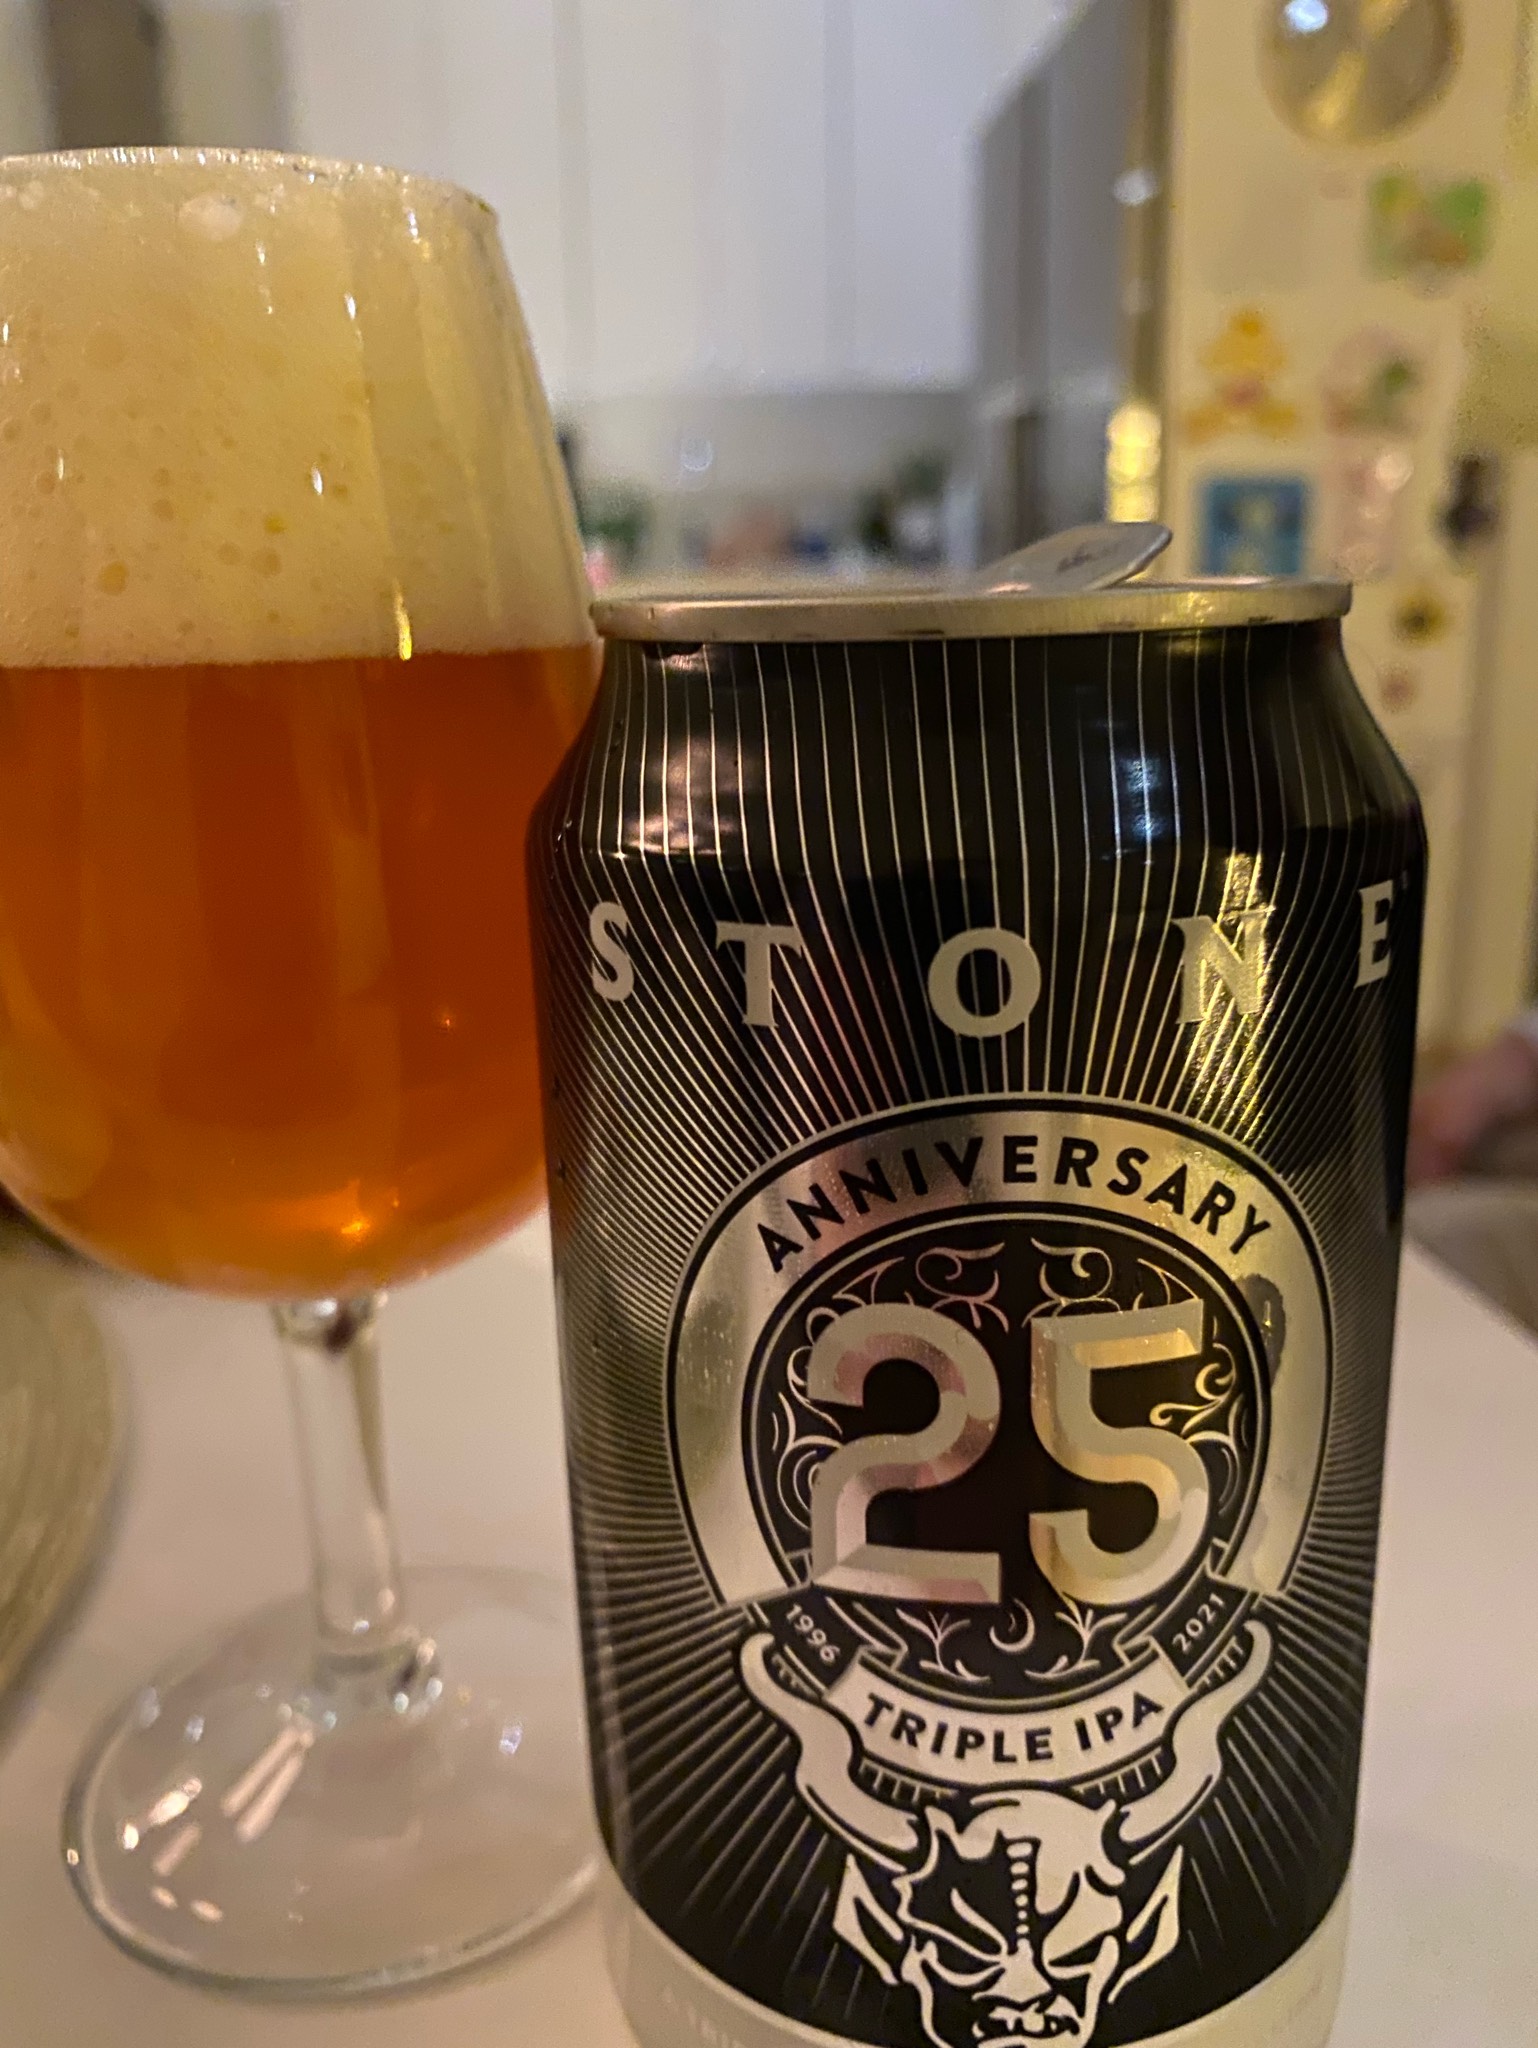 STONE
ANNIVERSARY
25
1996
2021
TRIPLE IPA